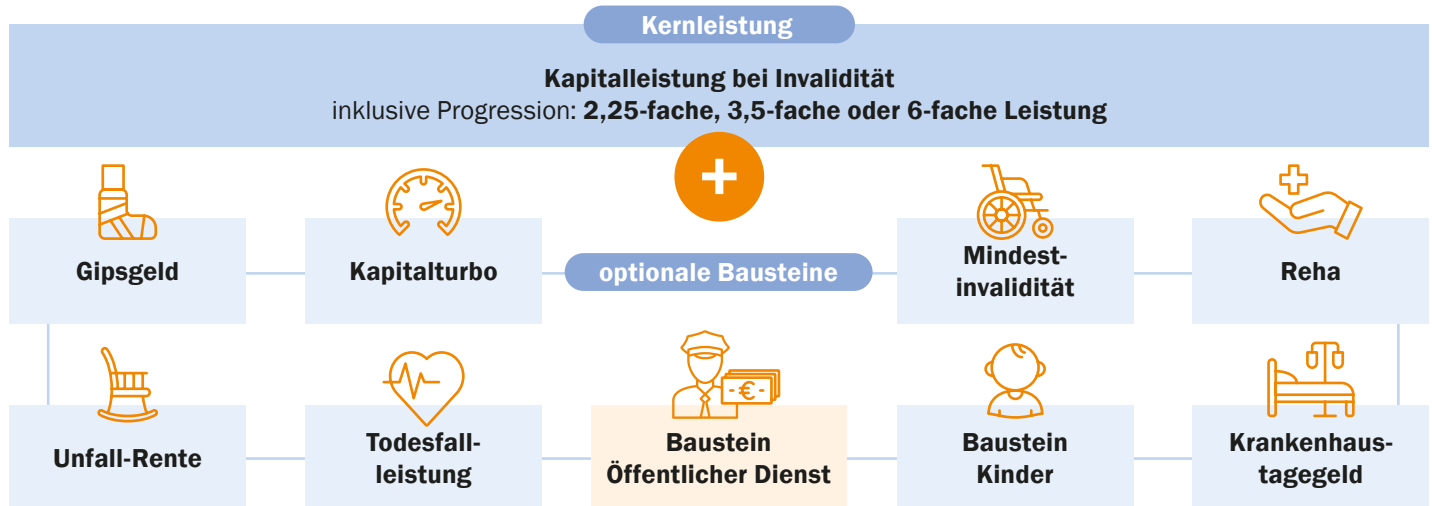 Kernleistung
Kapitalleistung bei Invalidität
inklusive Progression: 2,25-fache, 3,5-fache oder 6-fache Leistung
+
Gipsgeld
Kapitalturbo
optionale Bausteine
Mindest-
invalidität
Reha
Unfall-Rente
Todesfall-
leistung
- € -
Baustein
Öffentlicher Dienst
Baustein
Kinder
Krankenhaus-
tagegeld